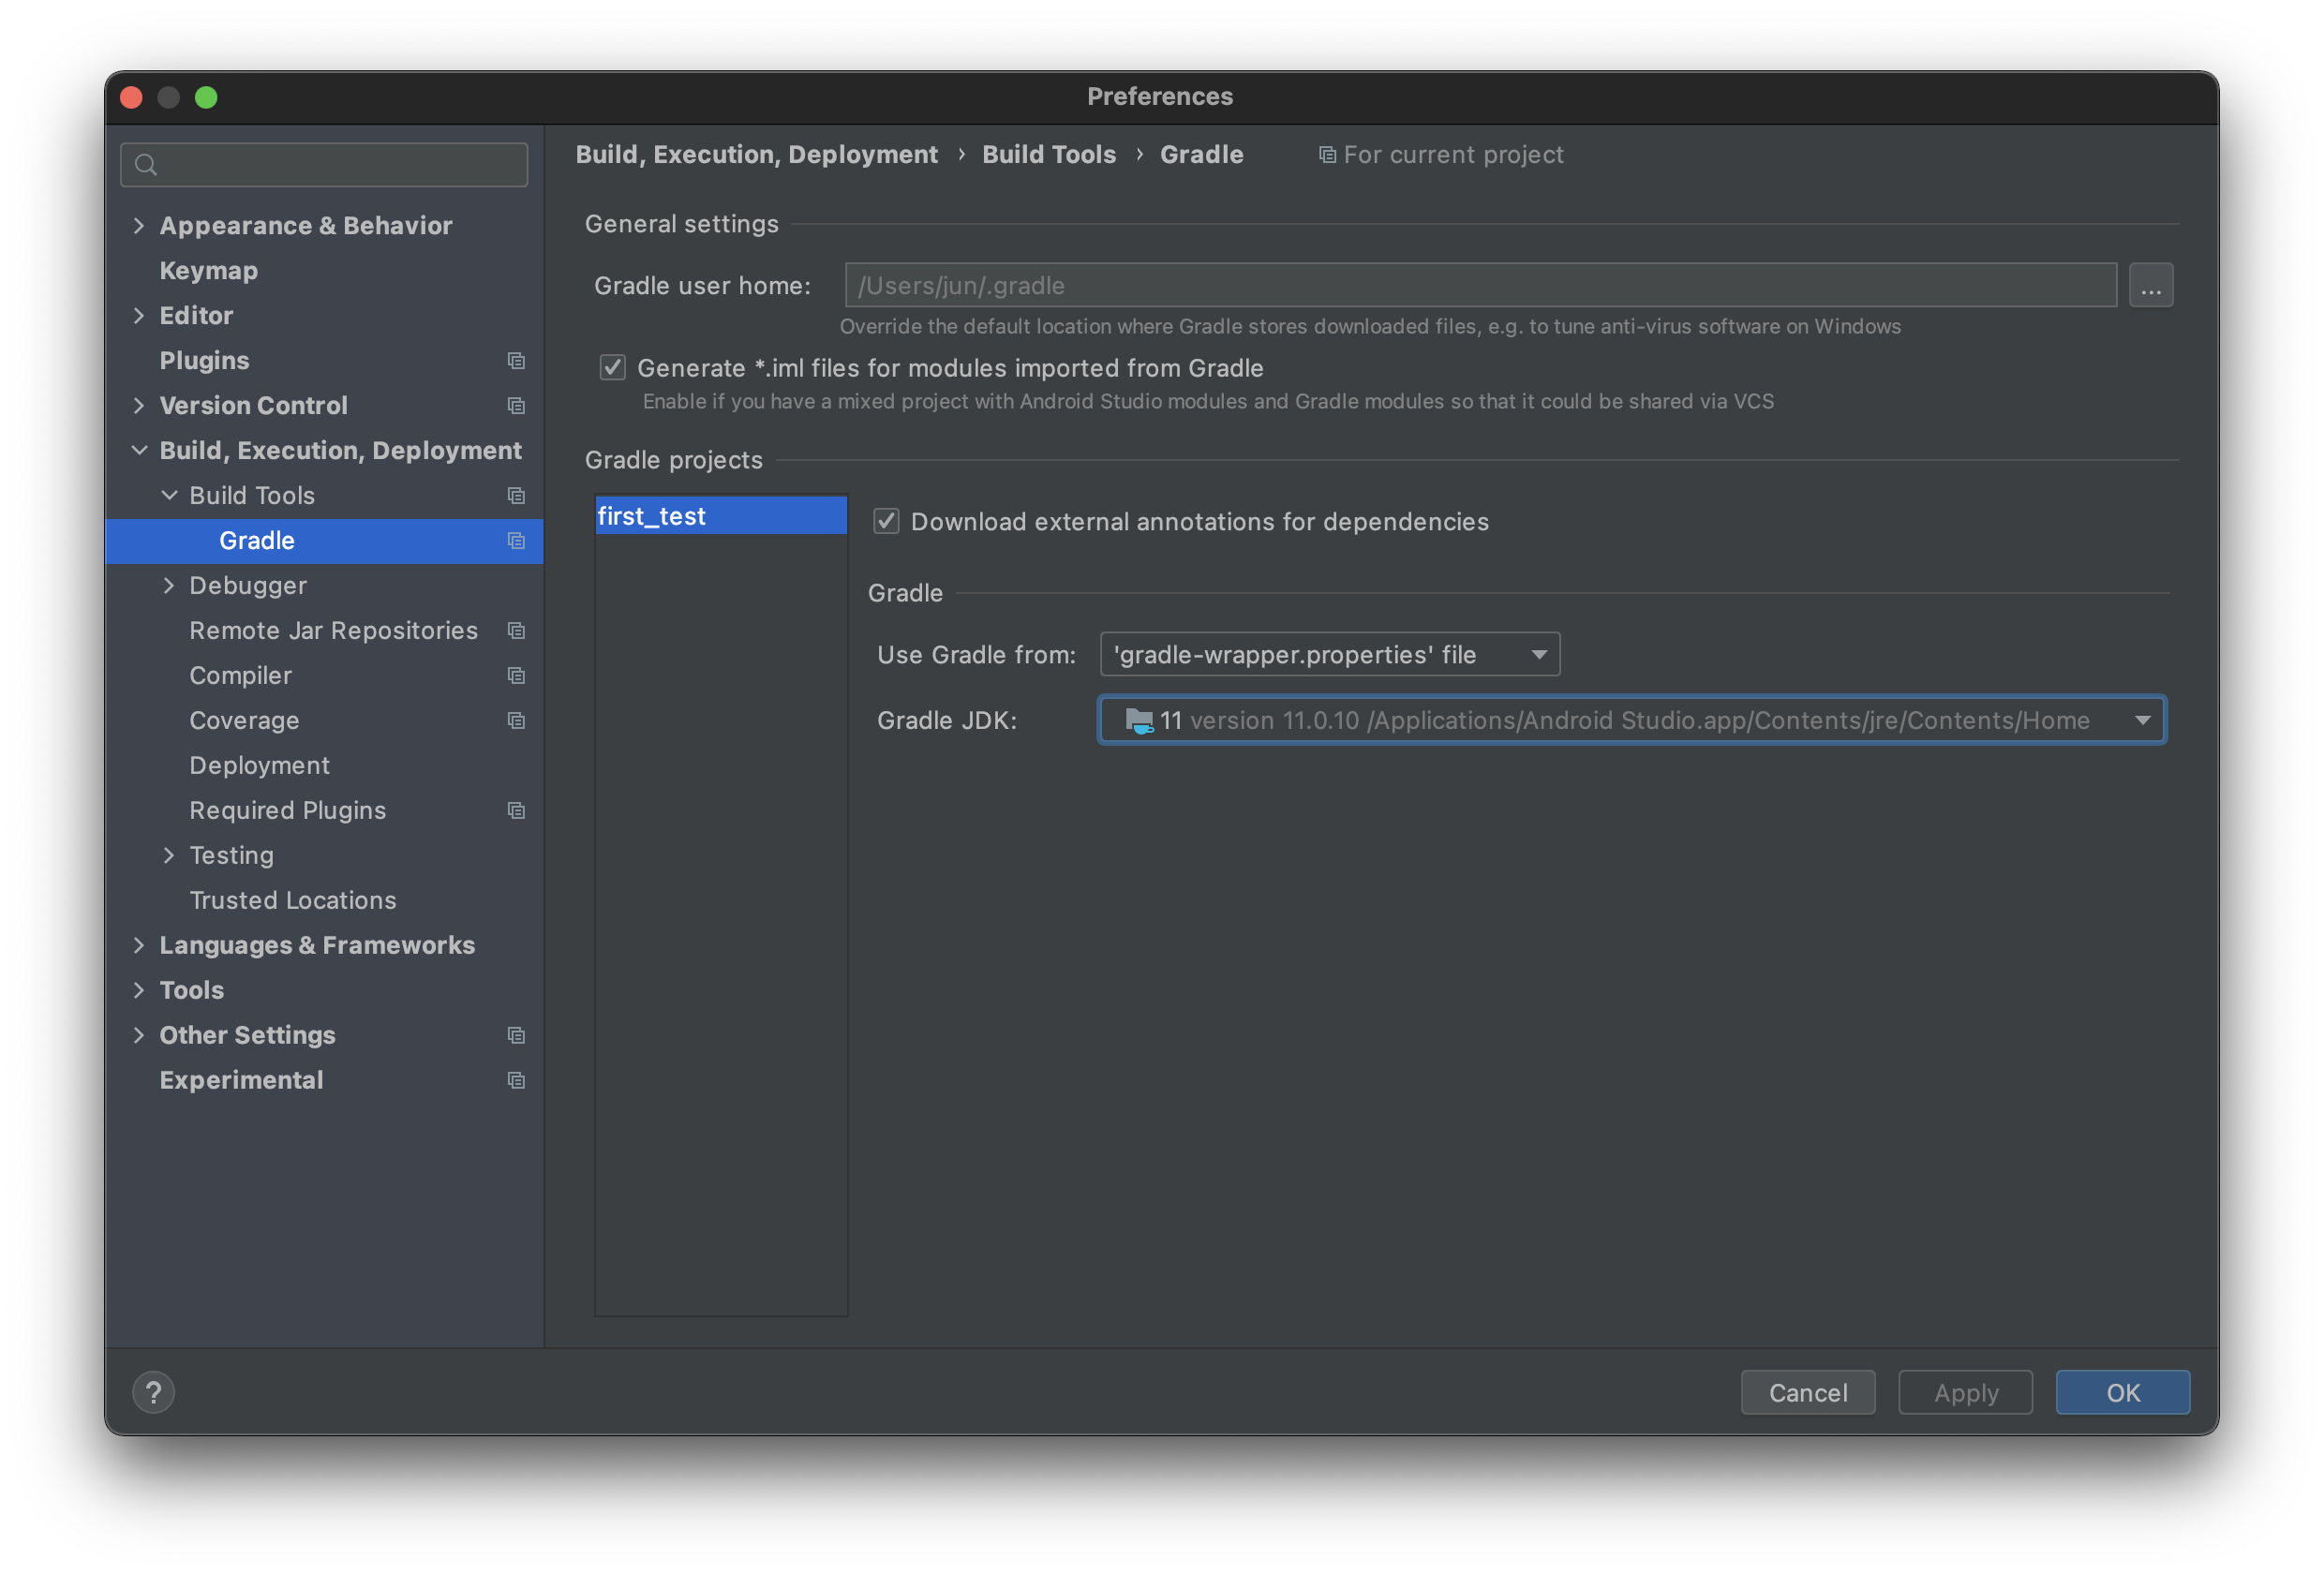 Preferences
Appearance & Behavior
Keymap
Editor
Plugins
Version Control
Build, Execution, Deployment
Build Tools
Gradle
Debugger
Remote Jar Repositories
Compiler
Coverage
Deployment
Required Plugins
Testing
Trusted Locations
Languages & Frameworks
Tools
Other Settings
Experimental
Build, Execution, Deployment › Build Tools › Gradle For current project
General settings
Gradle user home: /Users/jun/.gradle ...
Override the default location where Gradle stores downloaded files, e.g. to tune anti-virus software on Windows
Generate *.iml files for modules imported from Gradle
Enable if you have a mixed project with Android Studio modules and Gradle modules so that it could be shared via VCS
Gradle projects
first_test
Download external annotations for dependencies
Gradle
Use Gradle from: 'gradle-wrapper.properties' file
Gradle JDK: 11 version 11.0.10 /Applications/Android Studio.app/Contents/jre/Contents/Home
? Cancel Apply OK